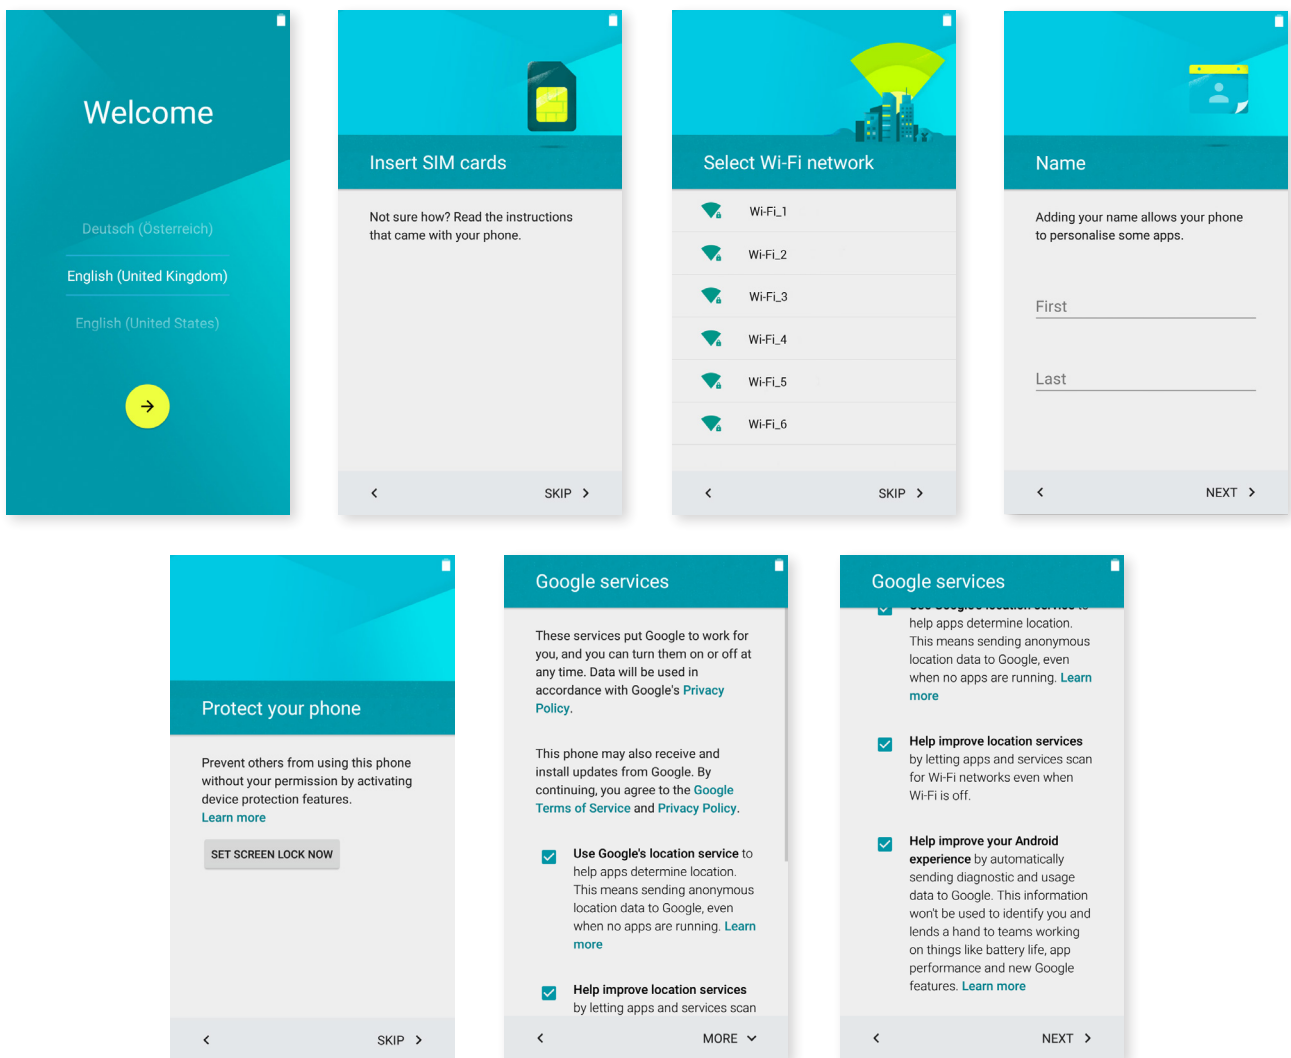 Welcome
Deutsch (Österreich)
English (United Kingdom)
English (United States)
Insert SIM cards
Not sure how? Read the instructions
that came with your phone.
SKIP
Select Wi-Fi network
Wi-Fi_1
Wi-Fi_2
Wi-Fi_3
Wi-Fi_4
Wi-Fi_5
Wi-Fi_6
SKIP
Name
Adding your name allows your phone
to personalise some apps.
First
Last
NEXT
Protect your phone
Prevent others from using this phone
without your permission by activating
device protection features.
Learn more
SET SCREEN LOCK NOW
SKIP
Google services
These services put Google to work for
you, and you can turn them on or off at
any time. Data will be used in
accordance with Google's Privacy
Policy.
This phone may also receive and
install updates from Google. By
continuing, you agree to the Google
Terms of Service and Privacy Policy.
Use Google's location service to
help apps determine location.
This means sending anonymous
location data to Google, even
when no apps are running. Learn
more
Help improve location services
by letting apps and services scan
MORE
Google services
Use Google's location service to
help apps determine location.
This means sending anonymous
location data to Google, even
when no apps are running. Learn
more
Help improve location services
by letting apps and services scan
for Wi-Fi networks even when
Wi-Fi is off.
Help improve your Android
experience by automatically
sending diagnostic and usage
data to Google. This information
won't be used to identify you and
lends a hand to teams working
on things like battery life, app
performance and new Google
features. Learn more
NEXT